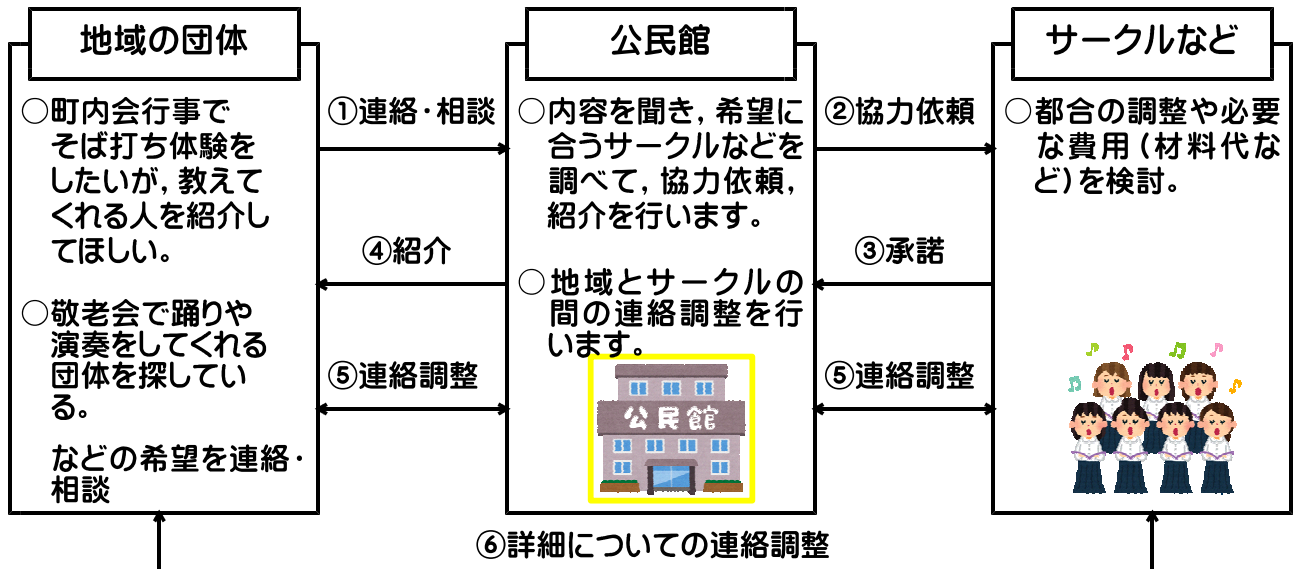 地域の団体
○町内会行事で
そば打ち体験を
したいが，教えて
くれる人を紹介し
てほしい。
○敬老会で踊りや
演奏をしてくれる
団体を探してい
る。
などの希望を連絡・
相談
①連絡・相談
④紹介
⑤連絡調整
公民館
○内容を聞き，希望に
合うサークルなどを
調べて，協力依頼，
紹介を行います。
○地域とサークルの
間の連絡調整を行
います。
公民館
②協力依頼
③承諾
⑤連絡調整
サークルなど
○都合の調整や必要
な費用（材料代な
ど）を検討。
⑥詳細についての連絡調整